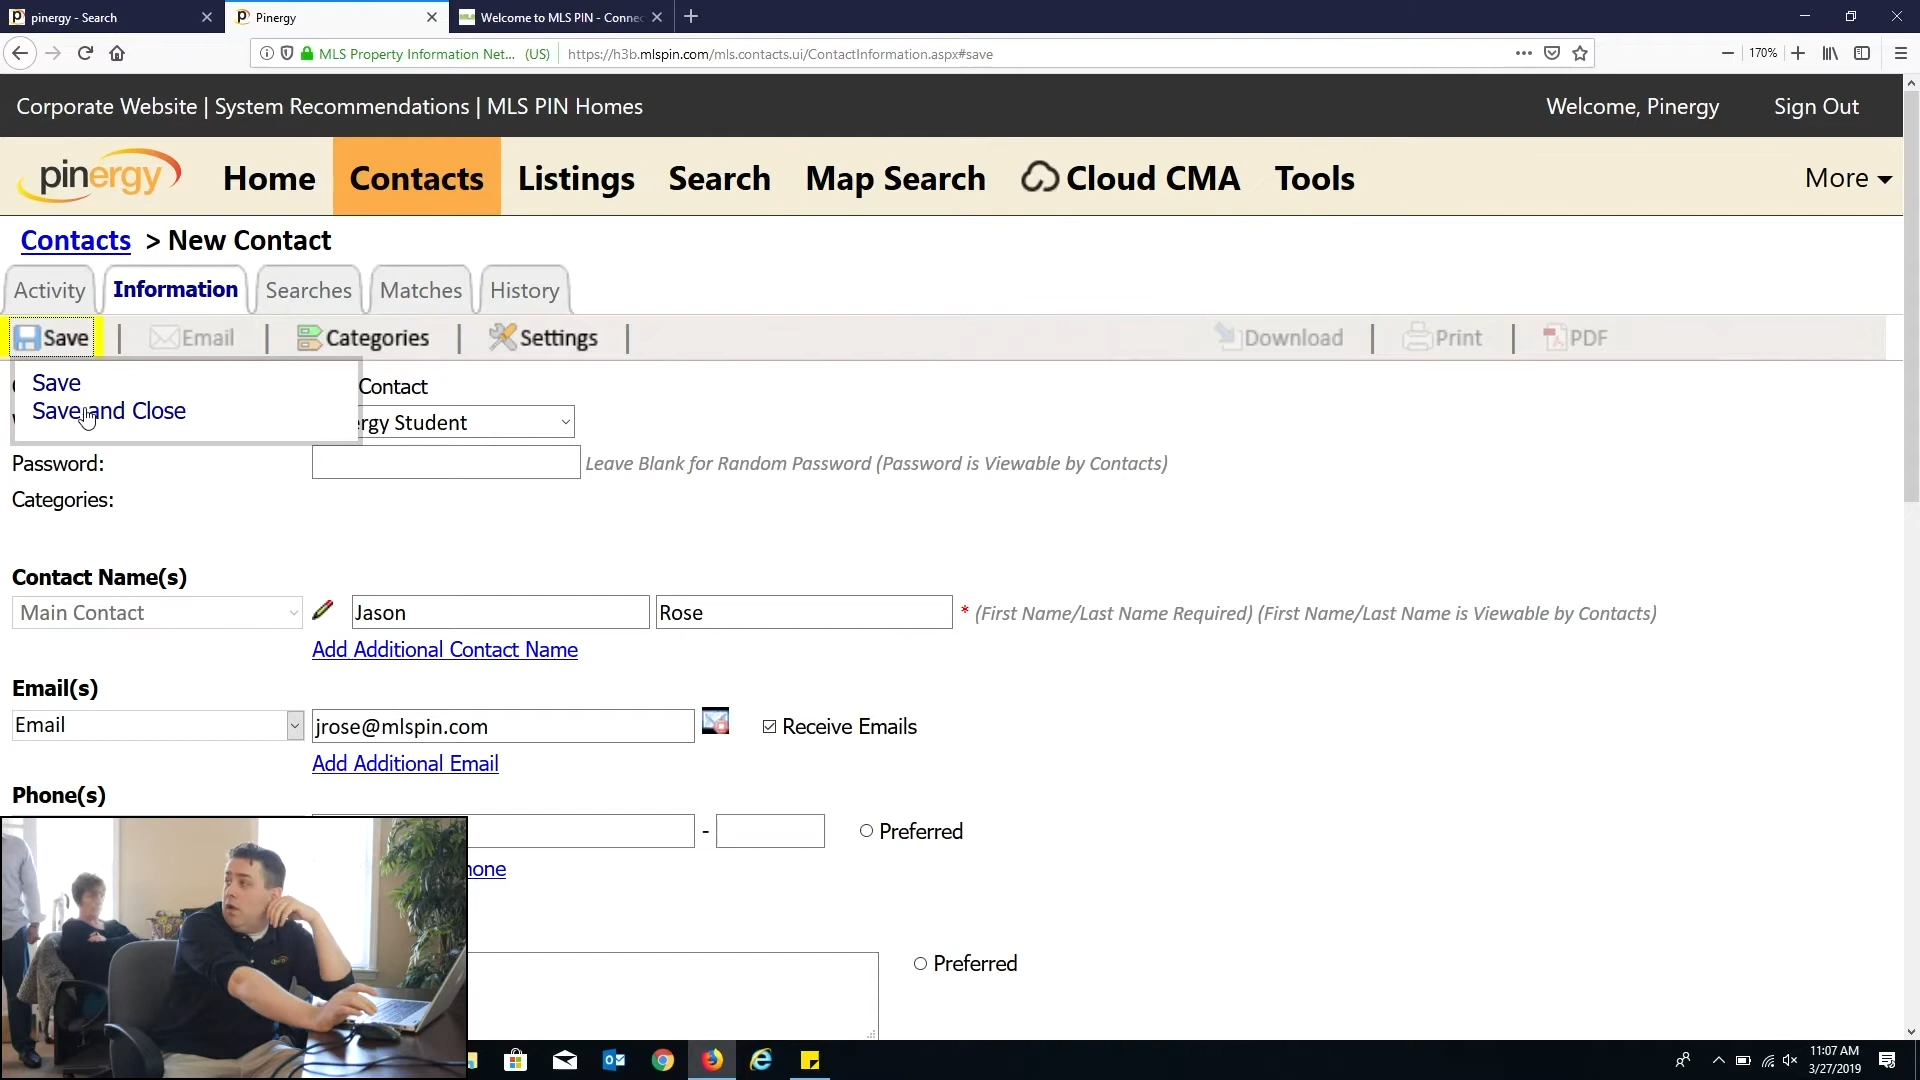 pinergy - Search
Pinergy
Welcome to MLS PIN - Connec
MLS Property Information Net... (US)
https://h3b.mlspin.com/mls.contacts.ui/ContactInformation.aspx#save
170%
Corporate Website | System Recommendations | MLS PIN Homes
Welcome, Pinergy
Sign Out
pinergy
Home
Contacts
Listings
Search
Map Search
Cloud CMA
Tools
More
Contacts > New Contact
Activity
Information
Searches
Matches
History
Save | Email | Categories | Settings |
Download | Print | PDF
Save
Save and Close
Contact
rgy Student
Password:
Leave Blank for Random Password (Password is Viewable by Contacts)
Categories:
Contact Name(s)
Main Contact
Jason
Rose
* (First Name/Last Name Required) (First Name/Last Name is Viewable by Contacts)
Add Additional Contact Name
Email(s)
Email
jrose@mlspin.com
Receive Emails
Add Additional Email
Phone(s)
-
Preferred
hone
Preferred
11:07 AM
3/27/2019